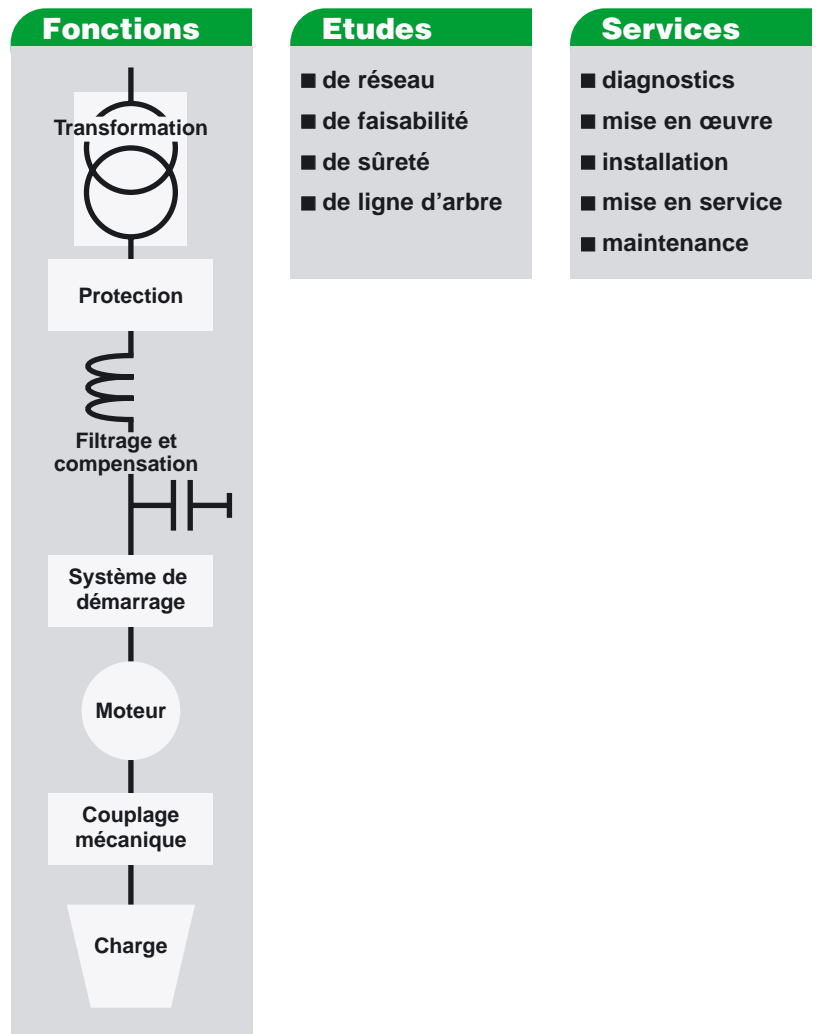 Fonctions
Transformation
Protection
Filtrage et
compensation
Système de
démarrage
Moteur
Couplage
mécanique
Charge
Etudes
■ de réseau
■ de faisabilité
■ de sûreté
■ de ligne d'arbre
Services
■ diagnostics
■ mise en œuvre
■ installation
■ mise en service
■ maintenance